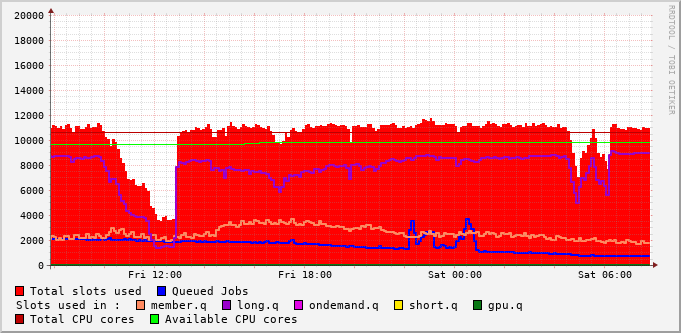 20000
18000
16000
14000
12000
10000
8000
6000
4000
2000
0
Fri 12:00 Fri 18:00 Sat 00:00 Sat 06:00
RRDTOOL / TOBI OETIKER
Total slots used Queued Jobs
Slots used in : member.q long.q ondemand.q short.q gpu.q
Total CPU cores Available CPU cores